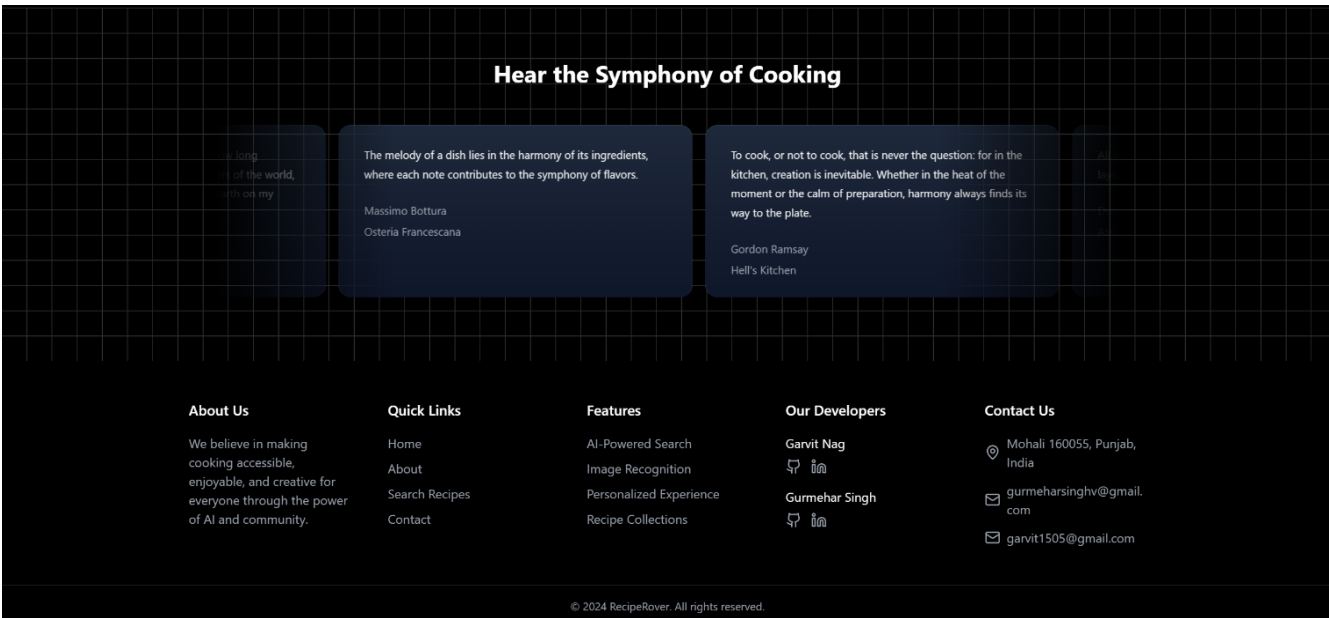 Hear the Symphony of Cooking
long
of the world,
on my
The melody of a dish lies in the harmony of its ingredients,
where each note contributes to the symphony of flavors.
Massimo Bottura
Osteria Francescana
To cook, or not to cook, that is never the question: for in the
kitchen, creation is inevitable. Whether in the heat of the
moment or the calm of preparation, harmony always finds its
way to the plate.
Gordon Ramsay
Hell's Kitchen
About Us
We believe in making
cooking accessible,
enjoyable, and creative for
everyone through the power
of AI and community.
Quick Links
Home
About
Search Recipes
Contact
Features
AI-Powered Search
Image Recognition
Personalized Experience
Recipe Collections
Our Developers
Garvit Nag
Gurmehar Singh
Contact Us
Mohali 160055, Punjab,
India
gurmeharsinghv@gmail.
com
garvit1505@gmail.com
© 2024 RecipeRover. All rights reserved.